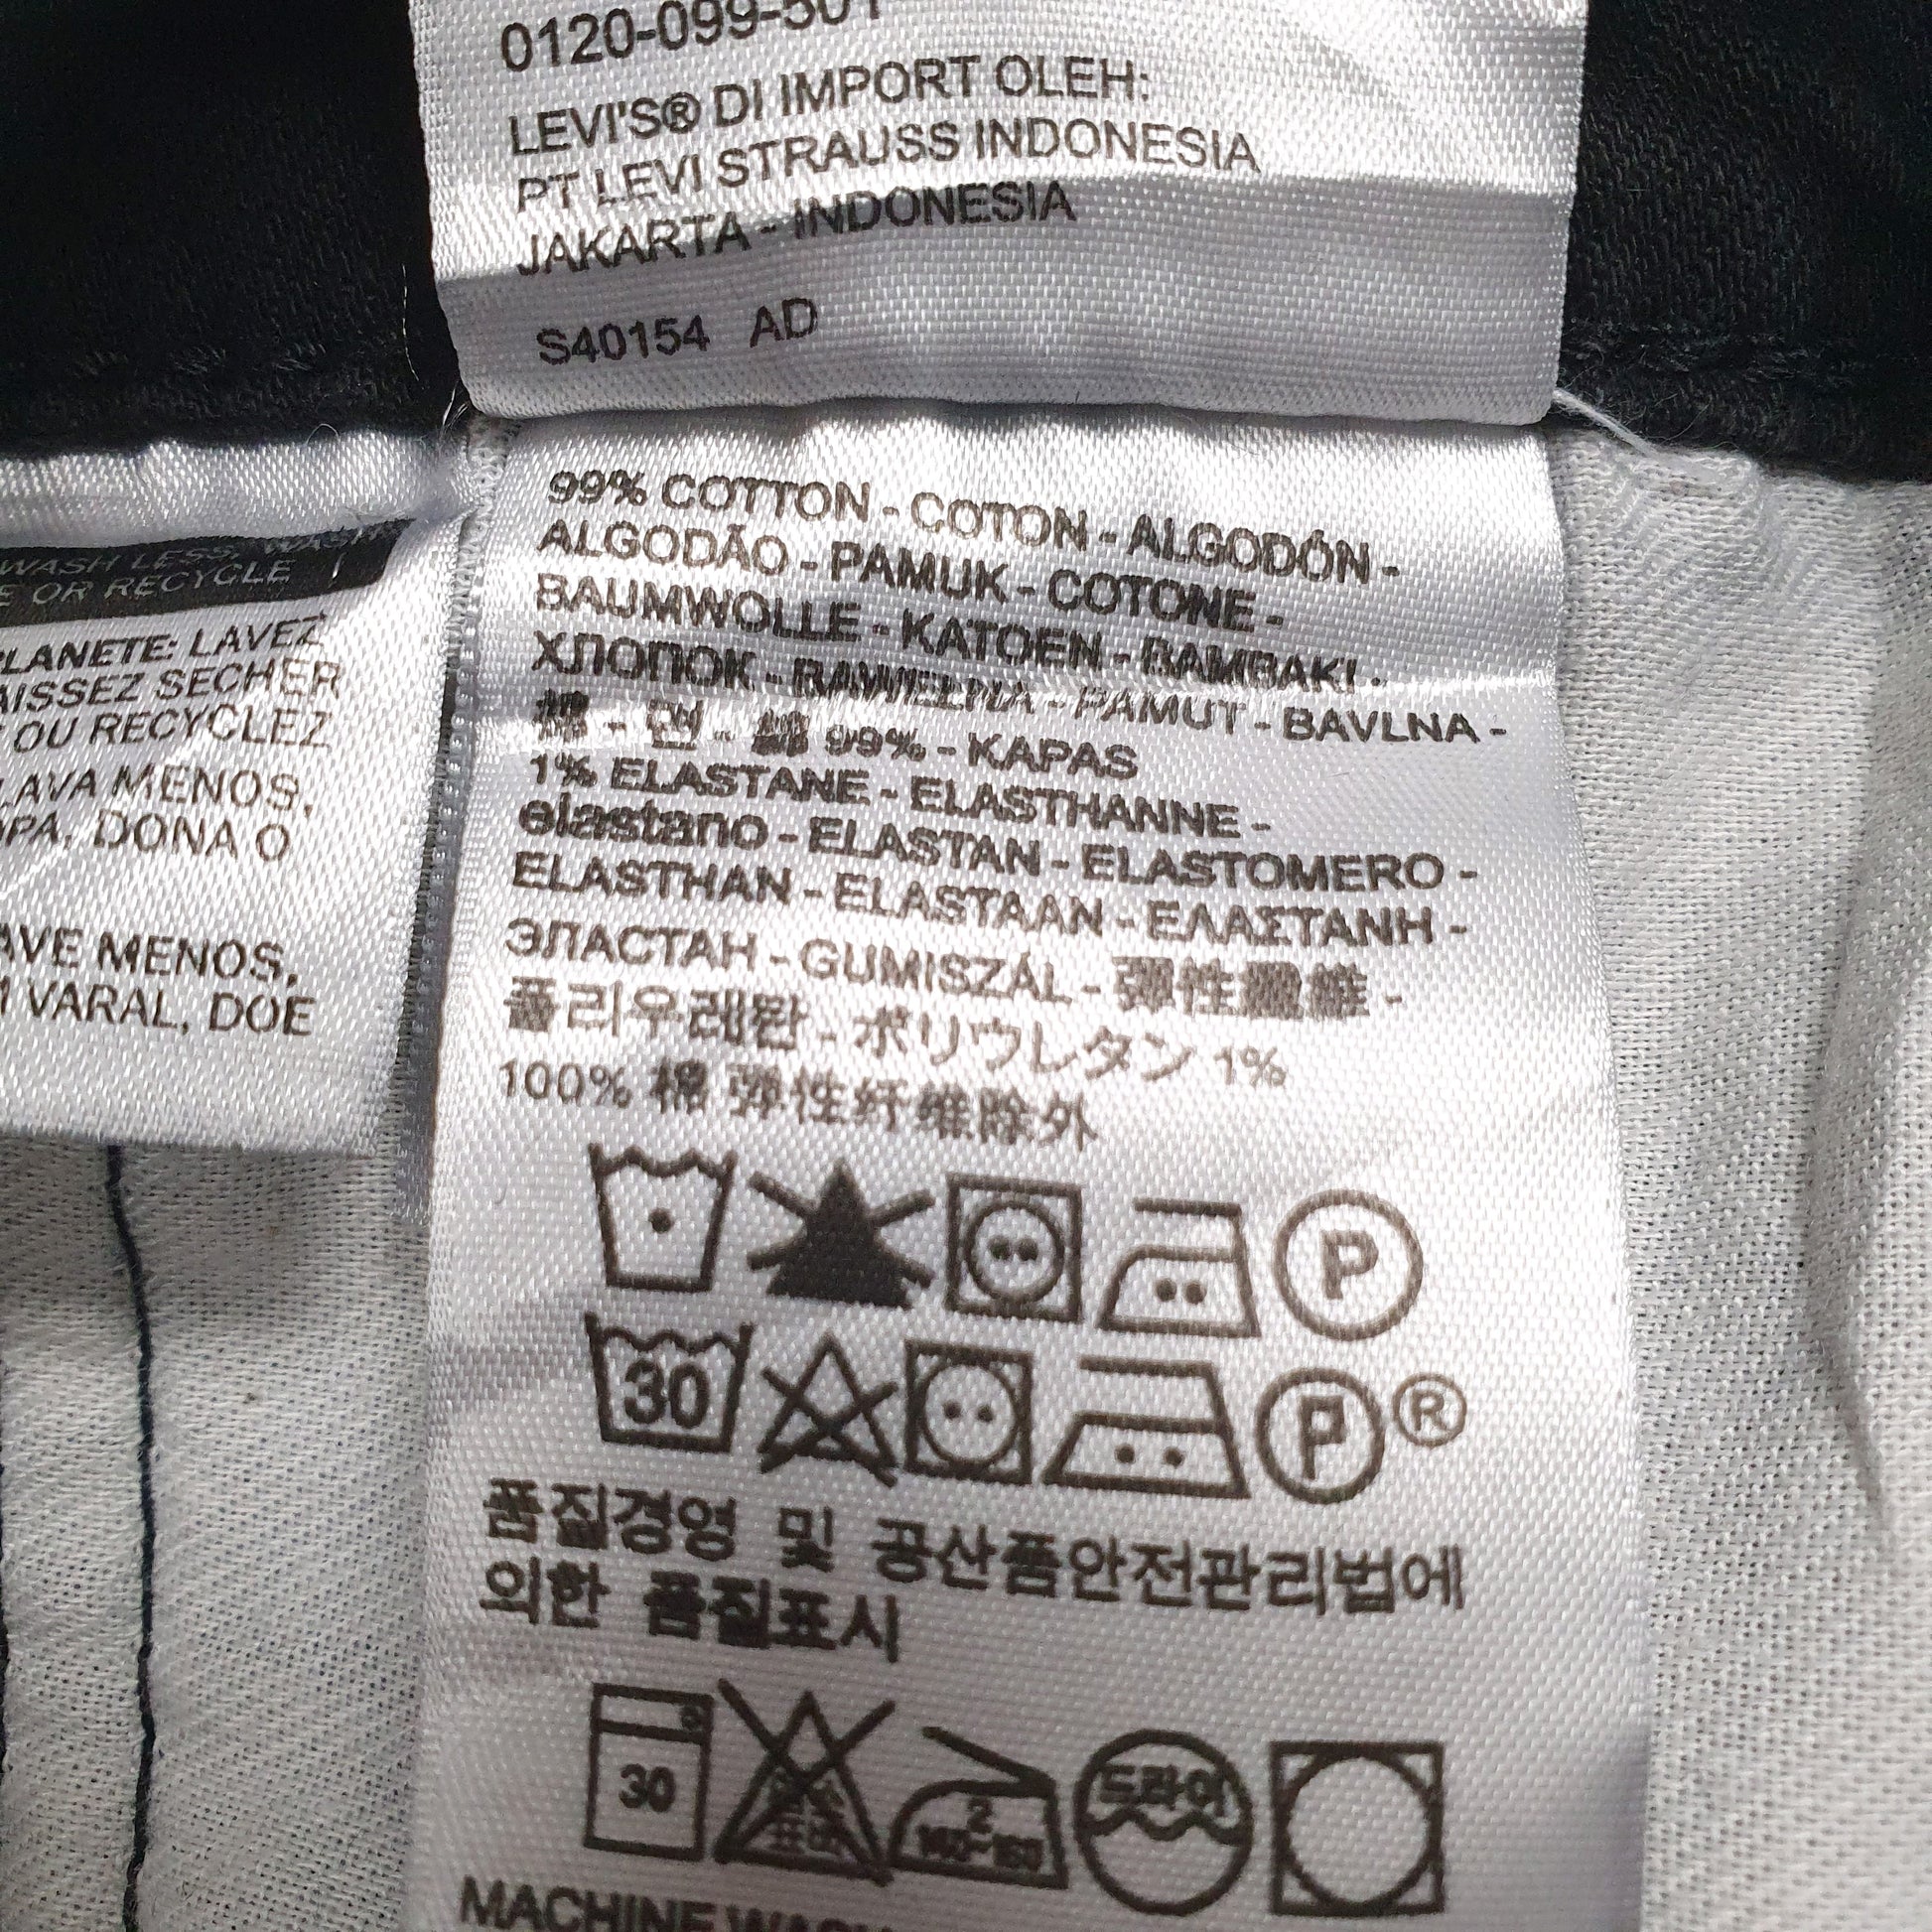 0120-099-501
LEVI'S® DI IMPORT OLEH:
PT LEVI STRAUSS INDONESIA
JAKARTA - INDONESIA
S40154 AD
WASH LESS, WASH
OR RECYCLE
LAVEZ
SECHER
OU RECYCLEZ
LAVA MENOS,
DONA O
MENOS,
VARAL, DOE
99% COTTON - COTON - ALGODÓN -
ALGODÃO - PAMUK - COTONE -
BAUMWOLLE - KATOEN - BAMBAKI -
ХЛОПОК - BAWEŁNA - PAMUT - BAVLNA -
棉 - 면 - 綿 99% - KAPAS
1% ELASTANE - ELASTHANNE -
elastano - ELASTAN - ELASTOMERO -
ELASTHAN - ELASTAAN - ΕΛΑΣΤΑΝΗ -
ЭЛАСТАН - GUMISZÁL - 彈性纖維 -
폴리우레탄 - ポリウレタン 1%
100% 棉 弹性纤维除外
P
30 P ®
품질경영 및 공산품안전관리법에
의한 품질표시
30 2 140~160 드라이
MACHINE WASH